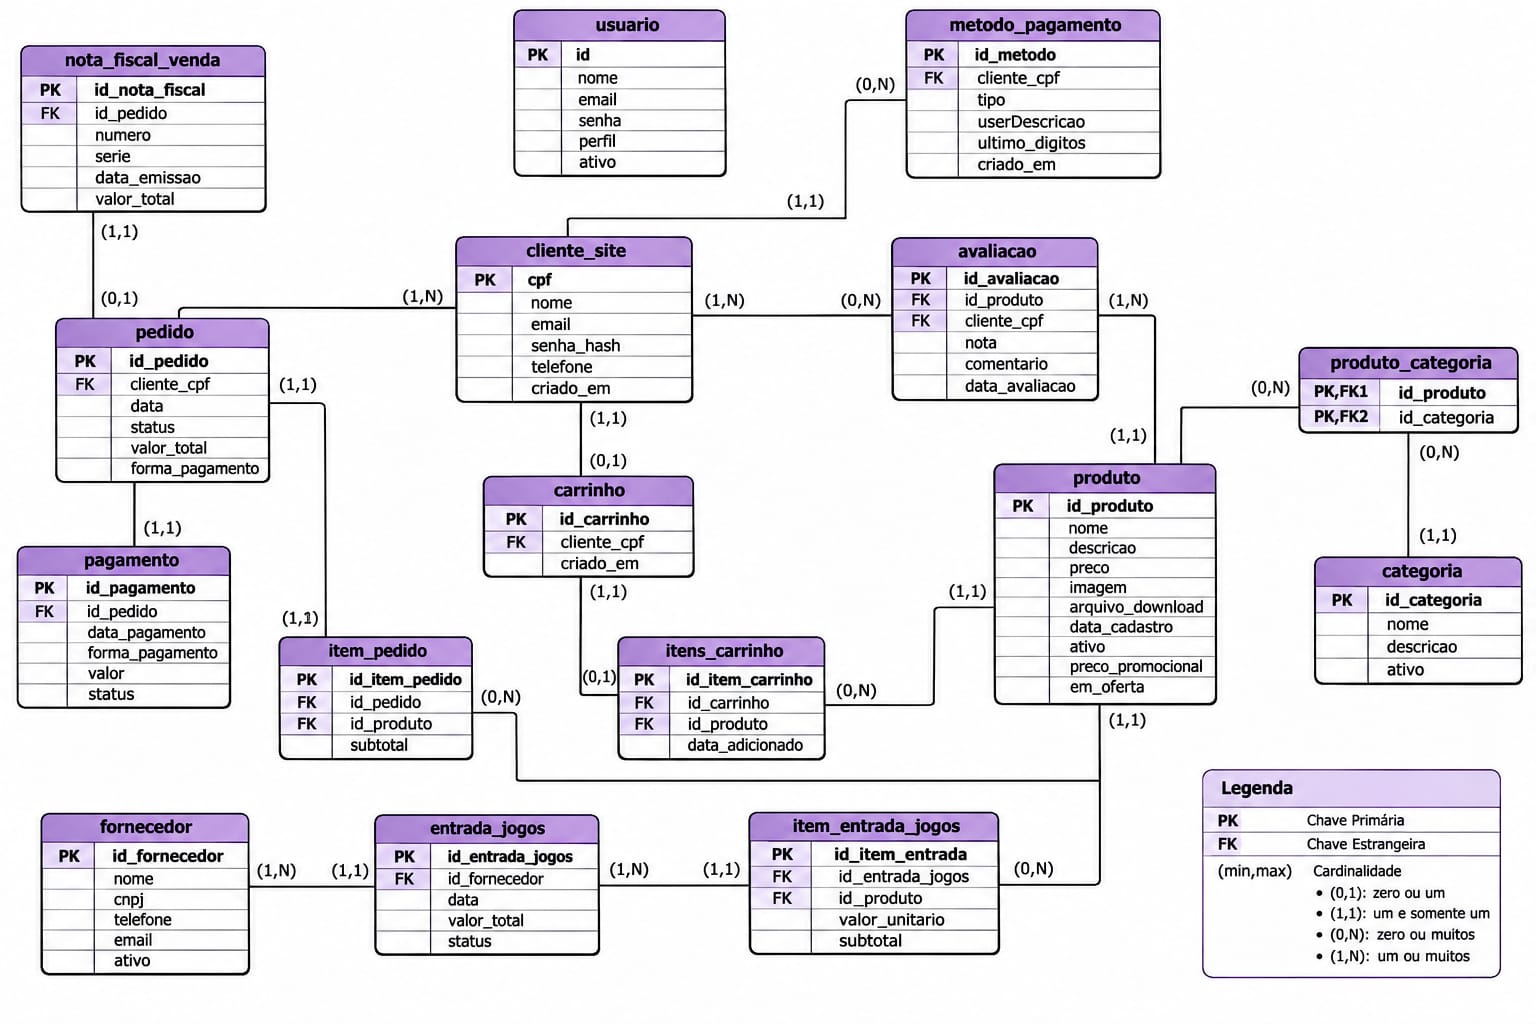 usuario
PK id
nome
email
senha
perfil
ativo
metodo_pagamento
PK id_metodo
FK cliente_cpf
tipo
userDescricao
ultimo_digitos
criado_em
nota_fiscal_venda
PK id_nota_fiscal
FK id_pedido
numero
serie
data_emissao
valor_total
(0,N)
(1,1)
(1,1)
(0,1)
cliente_site
PK cpf
nome
email
senha_hash
telefone
criado_em
(1,N)
(1,N)
(0,N)
avaliacao
PK id_avaliacao
FK id_produto
FK cliente_cpf
nota
comentario
data_avaliacao
(1,N)
(1,1)
pedido
PK id_pedido
FK cliente_cpf
data
status
valor_total
forma_pagamento
(1,1)
(1,1)
(1,1)
(0,1)
produto_categoria
PK,FK1 id_produto
PK,FK2 id_categoria
(0,N)
(0,N)
(1,1)
carrinho
PK id_carrinho
FK cliente_cpf
criado_em
(1,1)
(0,1)
produto
PK id_produto
nome
descricao
preco
imagem
arquivo_download
data_cadastro
ativo
preco_promocional
em_oferta
(1,1)
(1,1)
categoria
PK id_categoria
nome
descricao
ativo
pagamento
PK id_pagamento
FK id_pedido
data_pagamento
forma_pagamento
valor
status
(1,1)
item_pedido
PK id_item_pedido
FK id_pedido
FK id_produto
subtotal
(0,N)
itens_carrinho
PK id_item_carrinho
FK id_carrinho
FK id_produto
data_adicionado
(0,N)
fornecedor
PK id_fornecedor
nome
cnpj
telefone
email
ativo
(1,N)
(1,1)
entrada_jogos
PK id_entrada_jogos
FK id_fornecedor
data
valor_total
status
(1,N)
(1,1)
item_entrada_jogos
PK id_item_entrada
FK id_entrada_jogos
FK id_produto
valor_unitario
subtotal
(0,N)
Legenda
PK Chave Primária
FK Chave Estrangeira
(min,max) Cardinalidade
• (0,1): zero ou um
• (1,1): um e somente um
• (0,N): zero ou muitos
• (1,N): um ou muitos